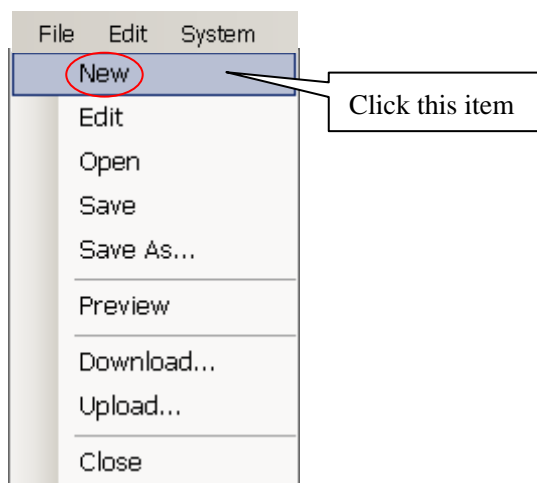 File Edit System
New
Click this item
Edit
Open
Save
Save As...
Preview
Download...
Upload...
Close